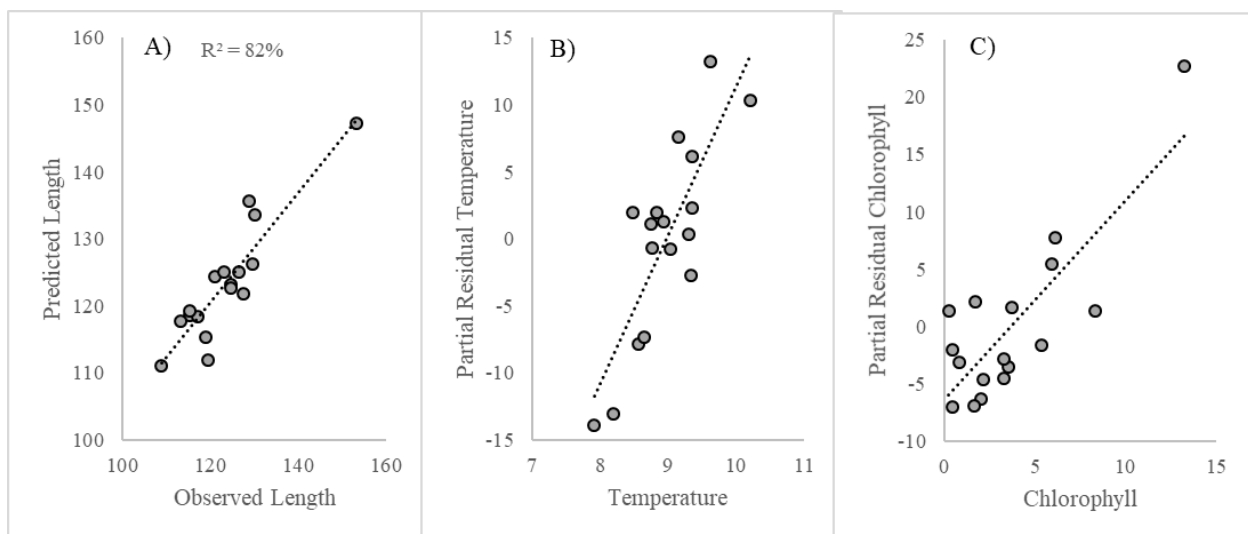 A)
R² = 82%
Predicted Length
160
150
140
130
120
110
100
100 120 140 160
Observed Length
B)
Partial Residual Temperature
15
10
5
0
-5
-10
-15
7 8 9 10 11
Temperature
C)
Partial Residual Chlorophyll
25
20
15
10
5
0
-5
-10
0 5 10 15
Chlorophyll